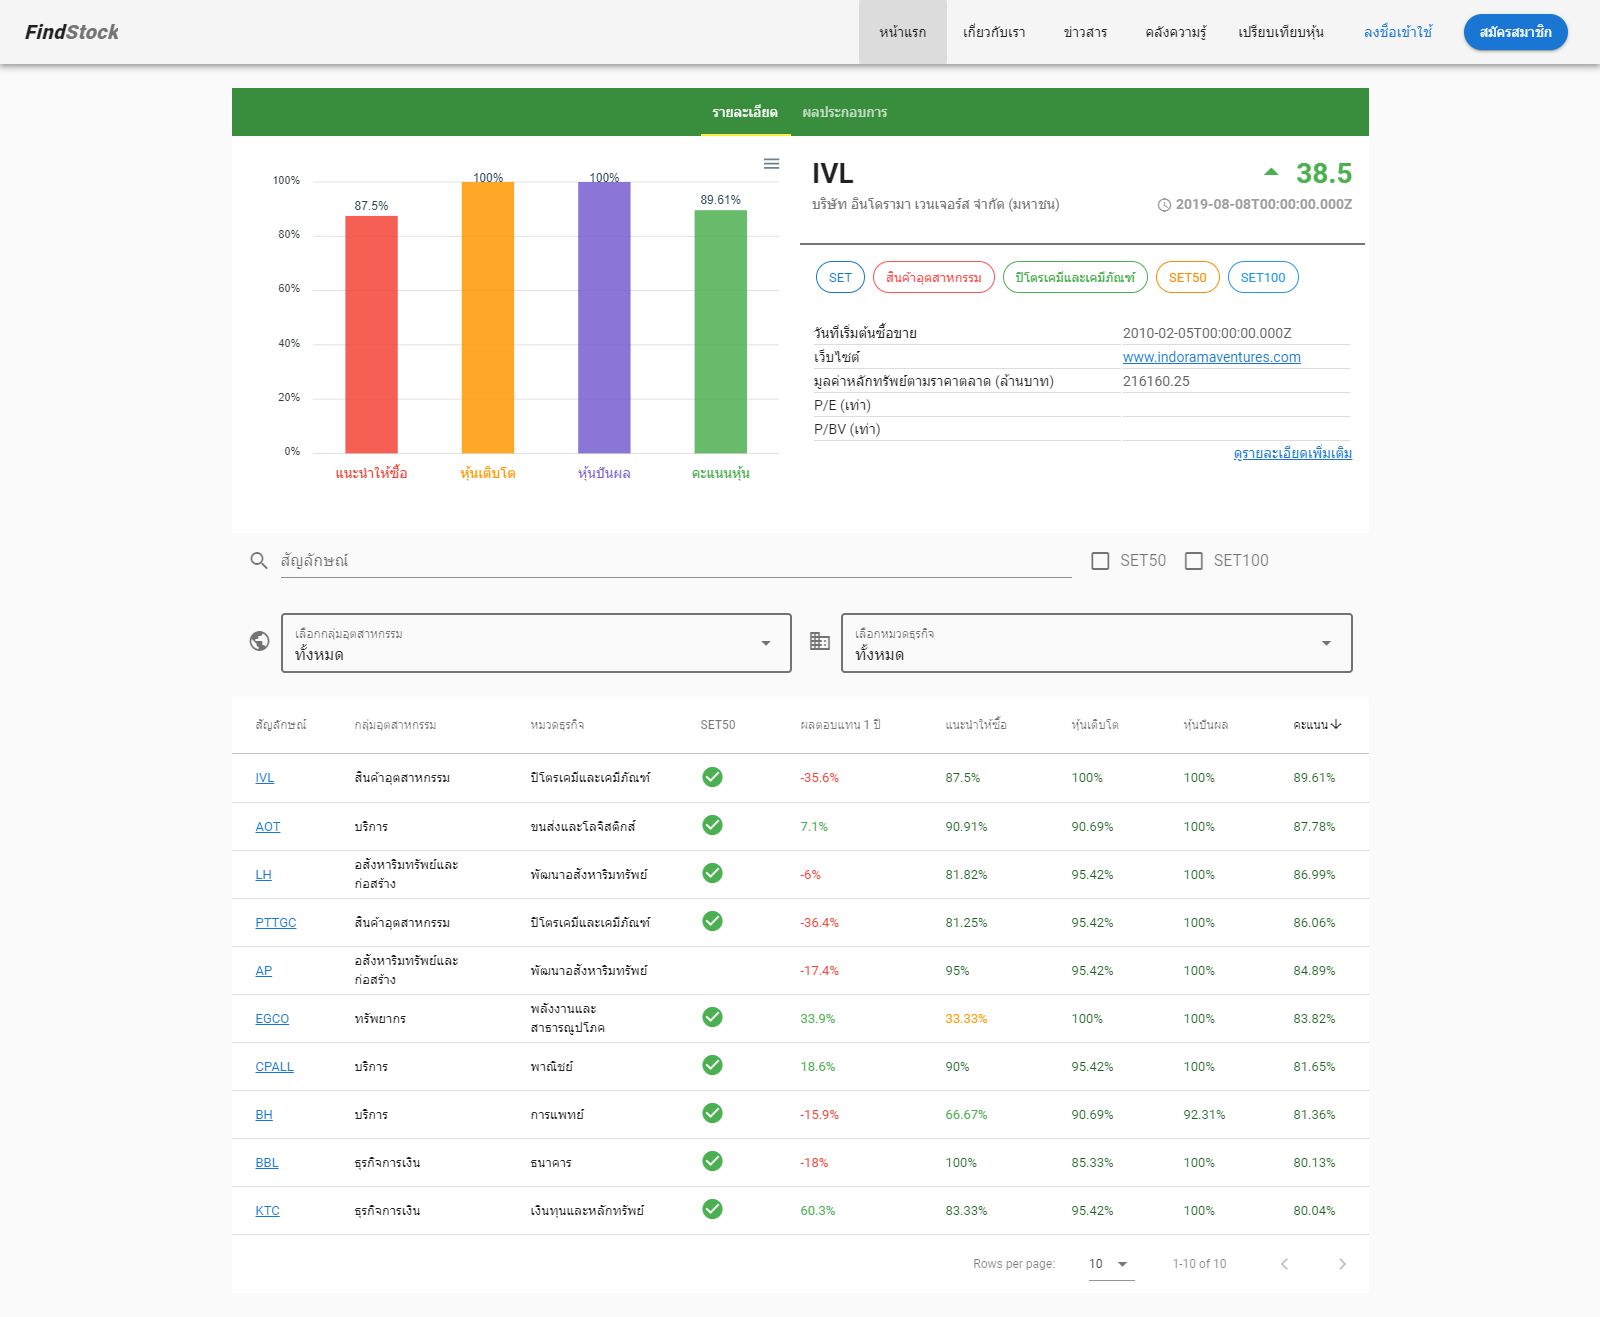 FindStock
หน้าแรก
เกี่ยวกับเรา
ข่าวสาร
คลังความรู้
เปรียบเทียบหุ้น
ลงชื่อเข้าใช้
สมัครสมาชิก
รายละเอียด
ผลประกอบการ
100%
80%
60%
40%
20%
0%
87.5%
100%
100%
89.61%
แนะนำให้ซื้อ
หุ้นเติบโต
หุ้นปันผล
คะแนนหุ้น
IVL
38.5
บริษัท อินโดรามา เวนเจอร์ส จำกัด (มหาชน)
2019-08-08T00:00:00.000Z
SET
สินค้าอุตสาหกรรม
ปิโตรเคมีและเคมีภัณฑ์
SET50
SET100
วันที่เริ่มต้นซื้อขาย 2010-02-05T00:00:00.000Z
เว็บไซต์ www.indoramaventures.com
มูลค่าหลักทรัพย์ตามราคาตลาด (ล้านบาท) 216160.25
P/E (เท่า)
P/BV (เท่า)
ดูรายละเอียดเพิ่มเติม
สัญลักษณ์
SET50
SET100
เลือกกลุ่มอุตสาหกรรม
ทั้งหมด
เลือกหมวดธุรกิจ
ทั้งหมด
สัญลักษณ์ กลุ่มอุตสาหกรรม หมวดธุรกิจ SET50 ผลตอบแทน 1 ปี แนะนำให้ซื้อ หุ้นเติบโต หุ้นปันผล คะแนน
IVL สินค้าอุตสาหกรรม ปิโตรเคมีและเคมีภัณฑ์ -35.6% 87.5% 100% 100% 89.61%
AOT บริการ ขนส่งและโลจิสติกส์ 7.1% 90.91% 90.69% 100% 87.78%
LH อสังหาริมทรัพย์และ
ก่อสร้าง พัฒนาอสังหาริมทรัพย์ -6% 81.82% 95.42% 100% 86.99%
PTTGC สินค้าอุตสาหกรรม ปิโตรเคมีและเคมีภัณฑ์ -36.4% 81.25% 95.42% 100% 86.06%
AP อสังหาริมทรัพย์และ
ก่อสร้าง พัฒนาอสังหาริมทรัพย์ -17.4% 95% 95.42% 100% 84.89%
EGCO ทรัพยากร พลังงานและ
สาธารณูปโภค 33.9% 33.33% 100% 100% 83.82%
CPALL บริการ พาณิชย์ 18.6% 90% 95.42% 100% 81.65%
BH บริการ การแพทย์ -15.9% 66.67% 90.69% 92.31% 81.36%
BBL ธุรกิจการเงิน ธนาคาร -18% 100% 85.33% 100% 80.13%
KTC ธุรกิจการเงิน เงินทุนและหลักทรัพย์ 60.3% 83.33% 95.42% 100% 80.04%
Rows per page: 10 1-10 of 10